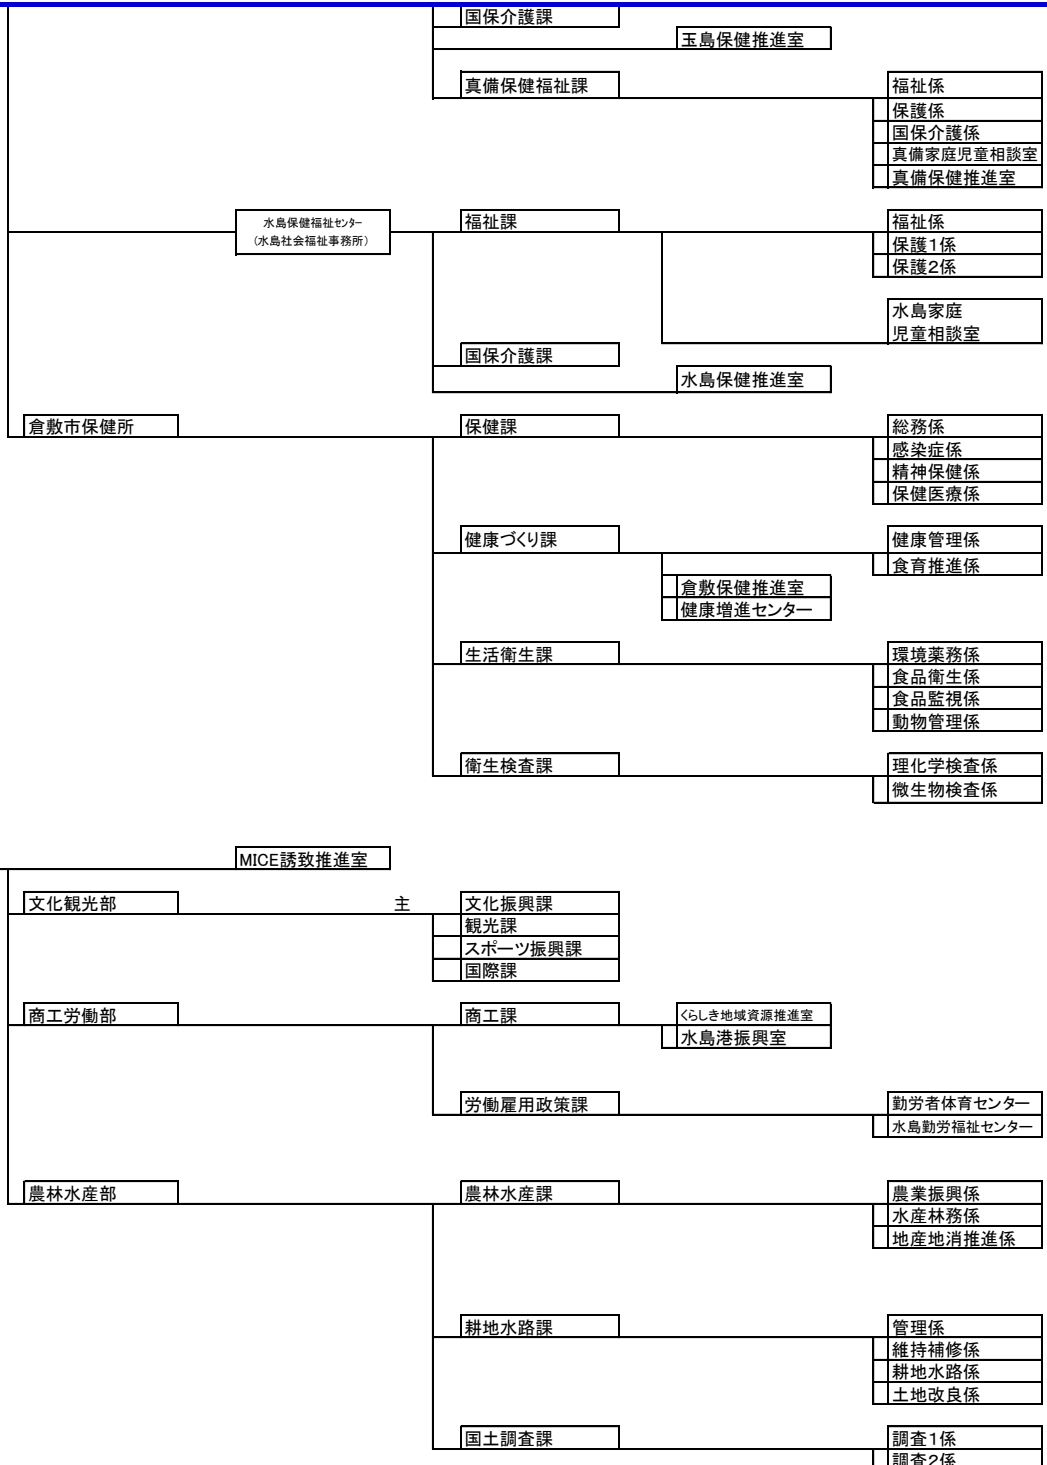 国保介護課
玉島保健推進室
真備保健福祉課
福祉係
保護係
国保介護係
真備家庭児童相談室
真備保健推進室
水島保健福祉センター
(水島社会福祉事務所)
福祉課
福祉係
保護1係
保護2係
水島家庭
児童相談室
国保介護課
水島保健推進室
倉敷市保健所
保健課
総務係
感染症係
精神保健係
保健医療係
健康づくり課
健康管理係
食育推進係
倉敷保健推進室
健康増進センター
生活衛生課
環境薬務係
食品衛生係
食品監視係
動物管理係
衛生検査課
理化学検査係
微生物検査係
MICE誘致推進室
文化観光部
主
文化振興課
観光課
スポーツ振興課
国際課
商工労働部
商工課
くらしき地域資源推進室
水島港振興室
労働雇用政策課
勤労者体育センター
水島勤労福祉センター
農林水産部
農林水産課
農業振興係
水産林務係
地産地消推進係
耕地水路課
管理係
維持補修係
耕地水路係
土地改良係
国土調査課
調査1係
調査2係